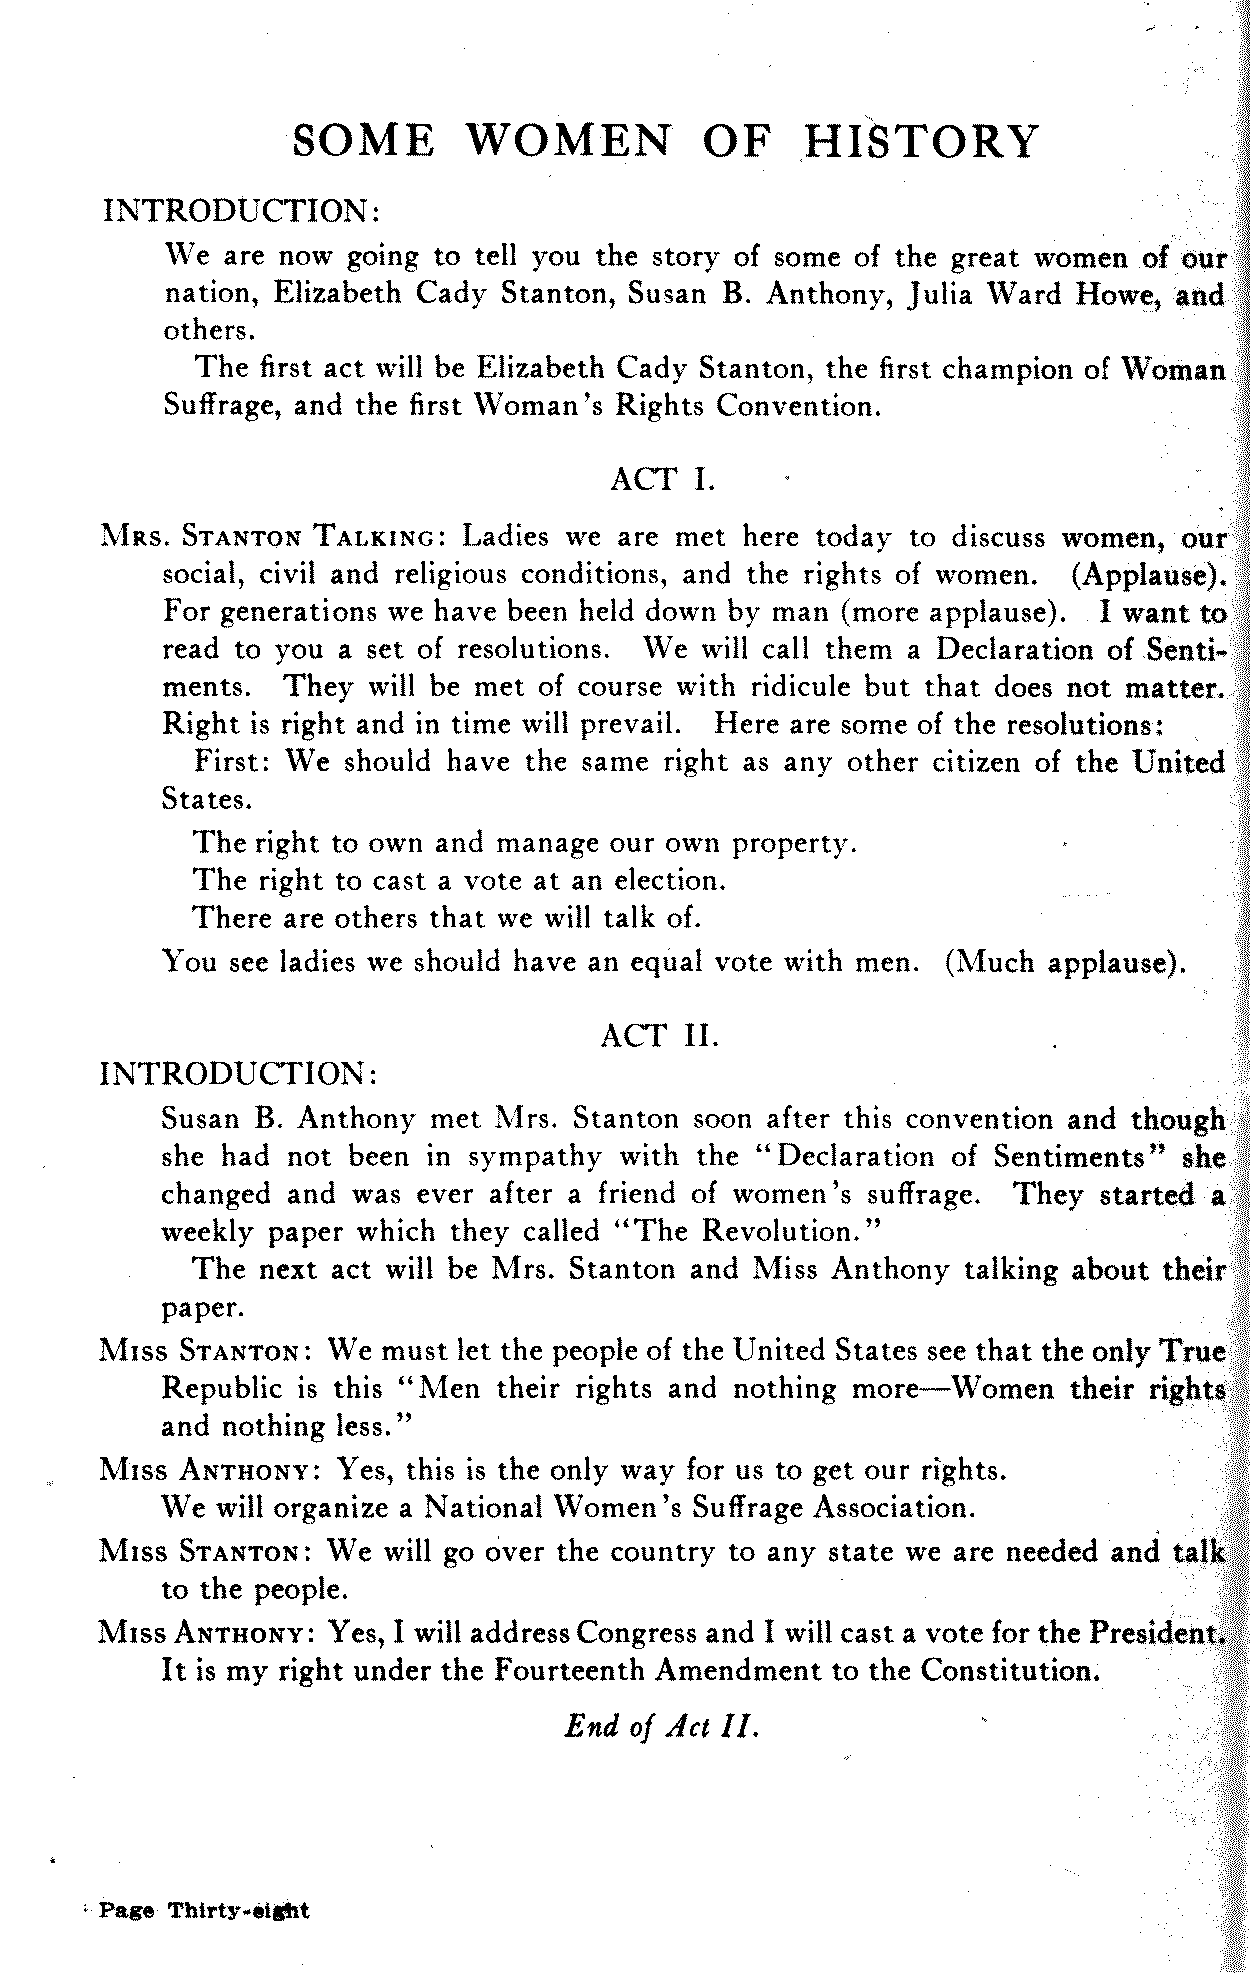 SOME WOMEN OF HISTORY
INTRODUCTION:
We are now going to tell you the story of some of the great women of our
nation, Elizabeth Cady Stanton, Susan B. Anthony, Julia Ward Howe, and
others.
The first act will be Elizabeth Cady Stanton, the first champion of Woman
Suffrage, and the first Woman's Rights Convention.
ACT I.
MRS. STANTON TALKING: Ladies we are met here today to discuss women, our
social, civil and religious conditions, and the rights of women. (Applause).
For generations we have been held down by man (more applause). I want to
read to you a set of resolutions. We will call them a Declaration of Senti-
ments. They will be met of course with ridicule but that does not matter.
Right is right and in time will prevail. Here are some of the resolutions:
First: We should have the same right as any other citizen of the United
States.
The right to own and manage our own property.
The right to cast a vote at an election.
There are others that we will talk of.
You see ladies we should have an equal vote with men. (Much applause).
ACT II.
INTRODUCTION:
Susan B. Anthony met Mrs. Stanton soon after this convention and though
she had not been in sympathy with the "Declaration of Sentiments" she
changed and was ever after a friend of women's suffrage. They started a
weekly paper which they called "The Revolution."
The next act will be Mrs. Stanton and Miss Anthony talking about their
paper.
MISS STANTON: We must let the people of the United States see that the only True
Republic is this "Men their rights and nothing more—Women their rights
and nothing less."
MISS ANTHONY: Yes, this is the only way for us to get our rights.
We will organize a National Women's Suffrage Association.
MISS STANTON: We will go over the country to any state we are needed and talk
to the people.
MISS ANTHONY: Yes, I will address Congress and I will cast a vote for the President.
It is my right under the Fourteenth Amendment to the Constitution.
End of Act II.
Page Thirty-eight